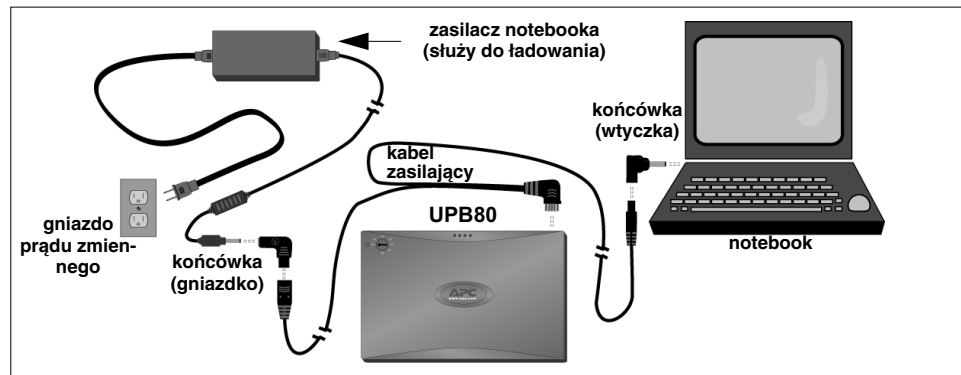 zasilacz notebooka
(służy do ładowania)
końcówka
(wtyczka)
kabel
zasilający
UPB80
gniazdo
prądu zmien-
nego
końcówka
(gniazdko)
notebook
APC